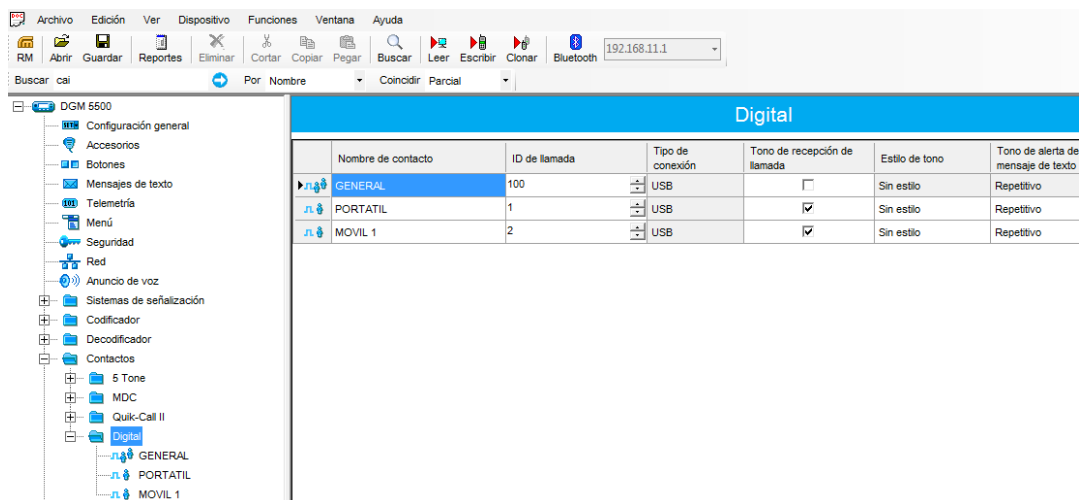 Archivo Edición Ver Dispositivo Funciones Ventana Ayuda
RM Abrir Guardar Reportes Eliminar Cortar Copiar Pegar Buscar Leer Escribir Clonar Bluetooth 192.168.11.1
Buscar cai Por Nombre Coincidir Parcial
DGM 5500
Configuración general
Accesorios
Botones
Mensajes de texto
Telemetría
Menú
Seguridad
Red
Anuncio de voz
Sistemas de señalización
Codificador
Decodificador
Contactos
5 Tone
MDC
Quik-Call II
Digital
GENERAL
PORTATIL
MOVIL 1
Digital
Nombre de contacto ID de llamada Tipo de conexión Tono de recepción de llamada Estilo de tono Tono de alerta de mensaje de texto
GENERAL 100 USB Sin estilo Repetitivo
PORTATIL 1 USB Sin estilo Repetitivo
MOVIL 1 2 USB Sin estilo Repetitivo